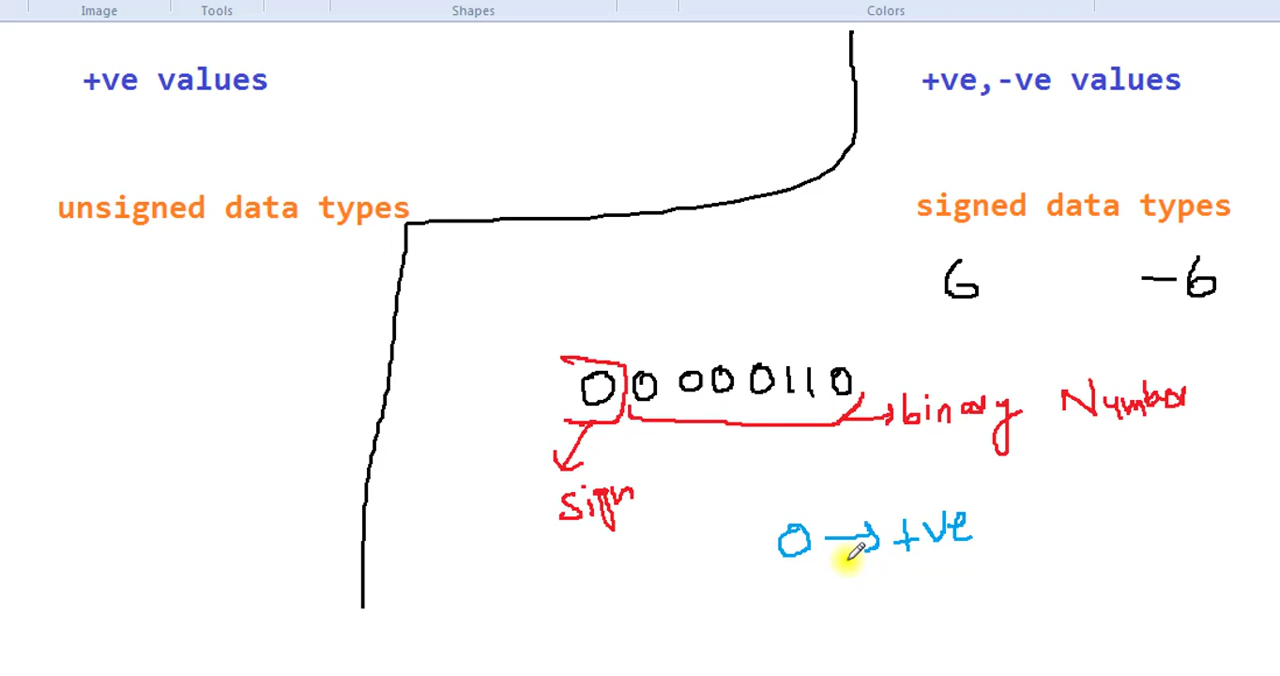 Image Tools Shapes Colors
+ve values
+ve,-ve values
unsigned data types
signed data types
6 -6
00000110
binary Number
sign
0 → +ve